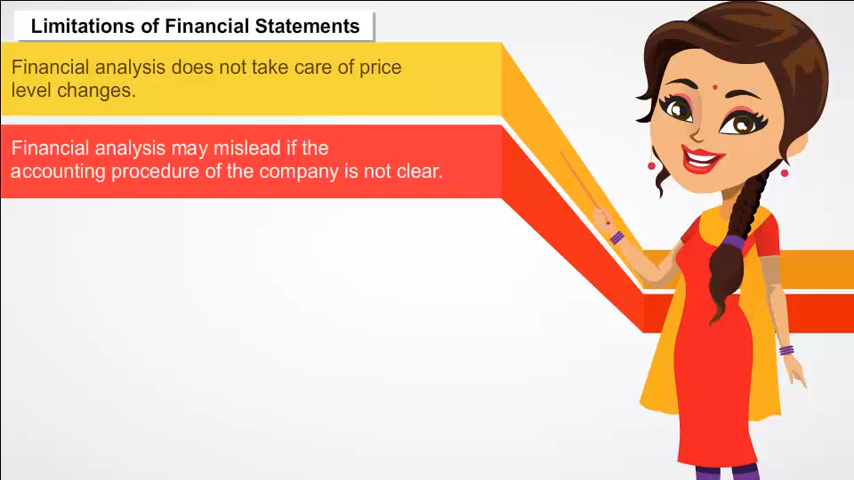 Limitations of Financial Statements
Financial analysis does not take care of price
level changes.
Financial analysis may mislead if the
accounting procedure of the company is not clear.